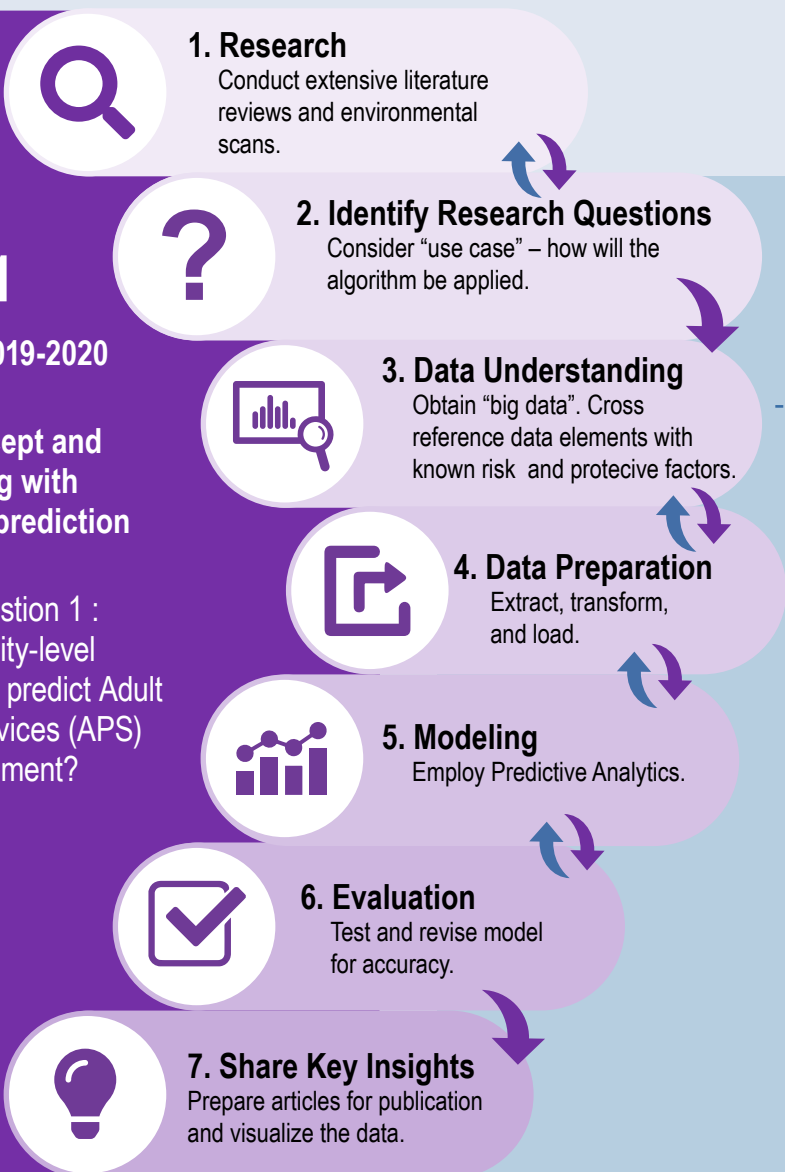 1. Research
Conduct extensive literature
reviews and environmental
scans.
2. Identify Research Questions
Consider “use case” – how will the
algorithm be applied.
3. Data Understanding
Obtain “big data”. Cross
reference data elements with
known risk  and protecive factors.
4. Data Preparation
Extract, transform,
and load.
5. Modeling
Employ Predictive Analytics.
6. Evaluation
Test and revise model
for accuracy.
7. Share Key Insights
Prepare articles for publication
and visualize the data.
019-2020
ept and
g with
prediction
stion 1 :
ity-level
predict Adult
vices (APS)
ment?